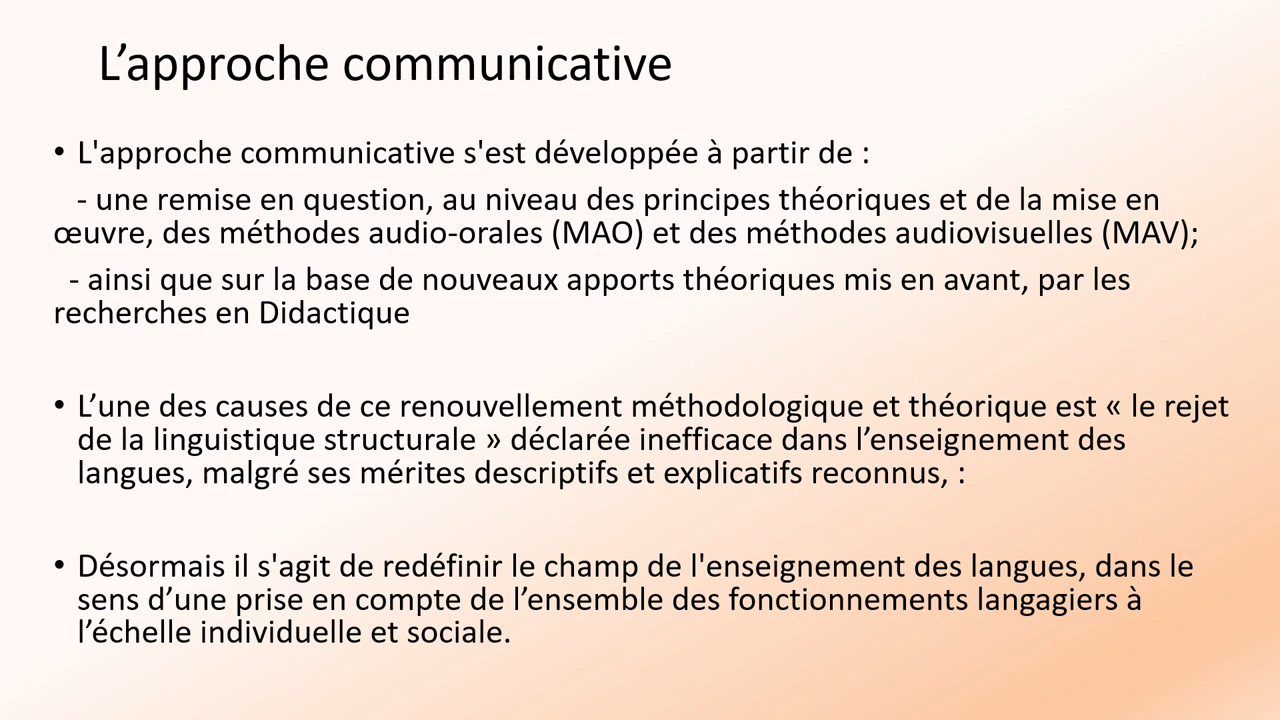 L’approche communicative
• L'approche communicative s'est développée à partir de :
- une remise en question, au niveau des principes théoriques et de la mise en
œuvre, des méthodes audio-orales (MAO) et des méthodes audiovisuelles (MAV);
- ainsi que sur la base de nouveaux apports théoriques mis en avant, par les
recherches en Didactique
• L’une des causes de ce renouvellement méthodologique et théorique est « le rejet
de la linguistique structurale » déclarée inefficace dans l’enseignement des
langues, malgré ses mérites descriptifs et explicatifs reconnus, :
• Désormais il s'agit de redéfinir le champ de l'enseignement des langues, dans le
sens d’une prise en compte de l’ensemble des fonctionnements langagiers à
l’échelle individuelle et sociale.